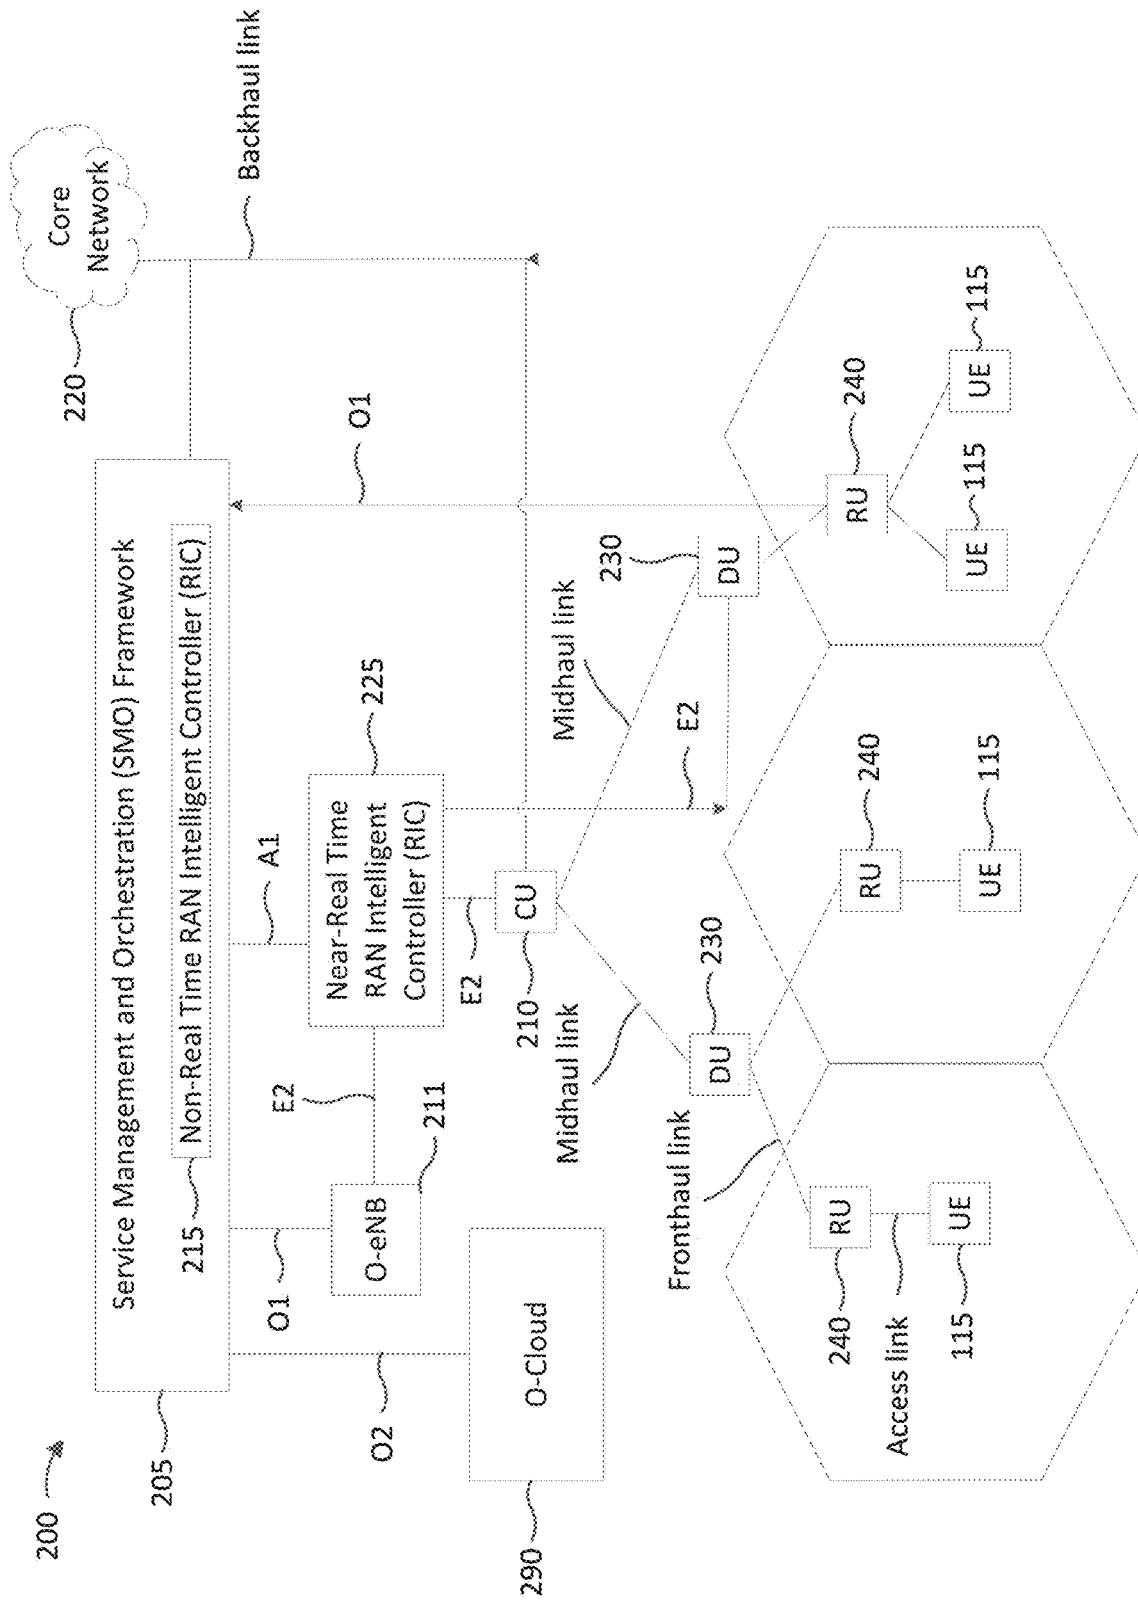 200
205
Service Management and Orchestration (SMO) Framework
215
Non-Real Time RAN Intelligent Controller (RIC)
220
Core
Network
Backhaul link
O2
O1
A1
O1
E2
211
O-eNB
Near-Real Time
RAN Intelligent
Controller (RIC)
225
290
O-Cloud
E2
210
CU
Midhaul link
Midhaul link
E2
230
DU
230
DU
Fronthaul link
240
RU
Access link
115
UE
RU
240
UE
115
RU
240
UE
115
UE
115